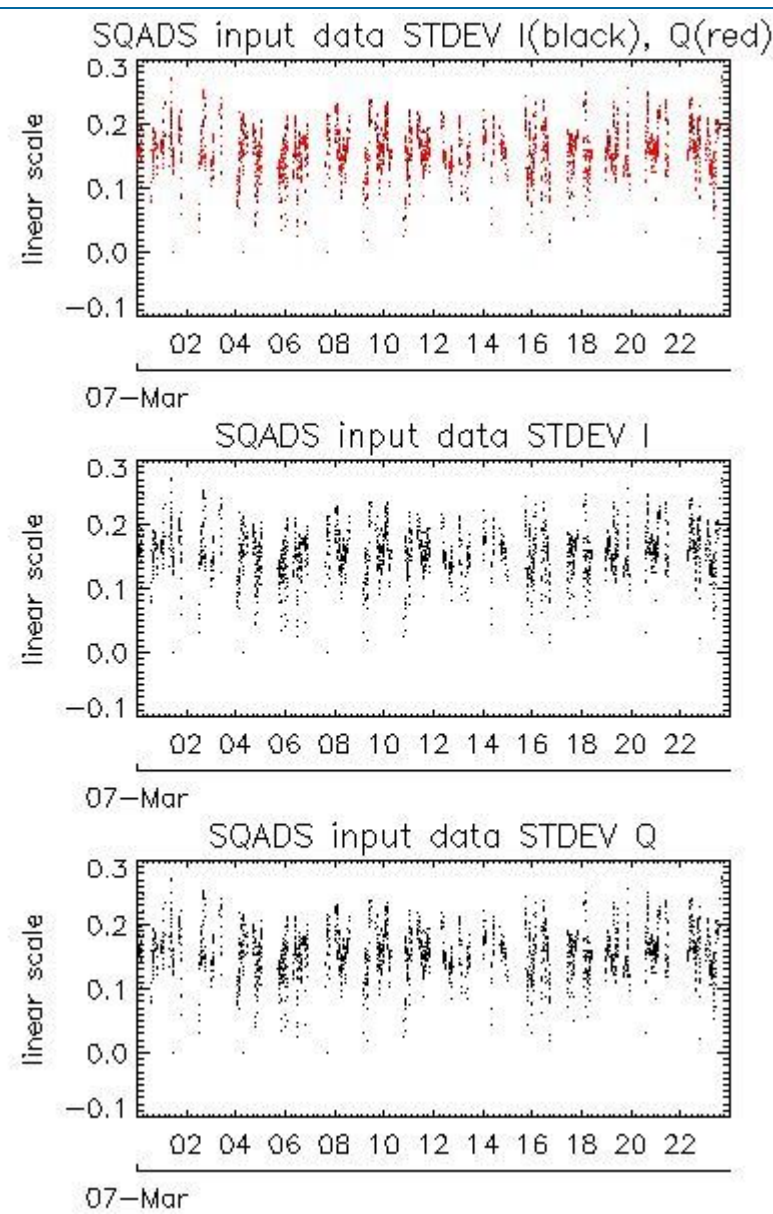 SQADS input data STDEV I(black), Q(red)
0.3
0.2
0.1
0.0
−0.1
linear scale
02 04 06 08 10 12 14 16 18 20 22
07−Mar
SQADS input data STDEV I
0.3
0.2
0.1
0.0
−0.1
linear scale
02 04 06 08 10 12 14 16 18 20 22
07−Mar
SQADS input data STDEV Q
0.3
0.2
0.1
0.0
−0.1
linear scale
02 04 06 08 10 12 14 16 18 20 22
07−Mar